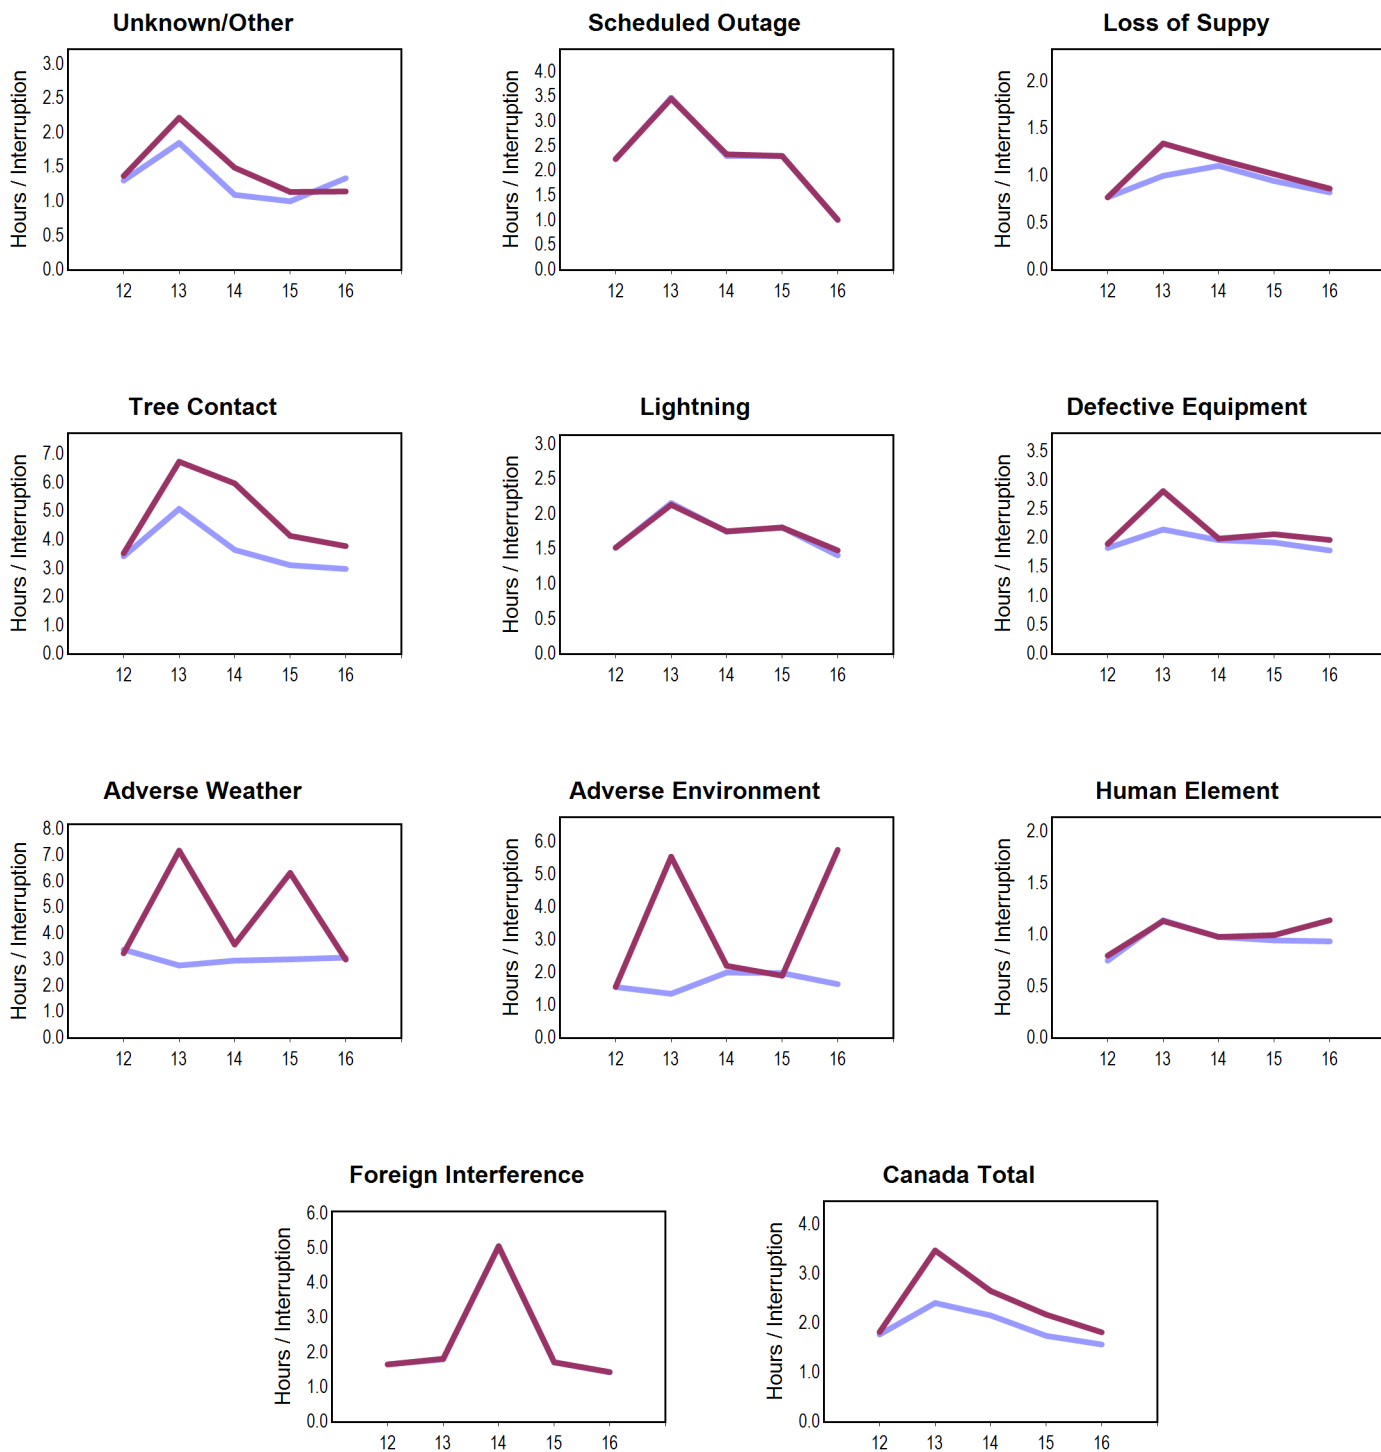 Unknown/Other
Hours / Interruption
3.0
2.5
2.0
1.5
1.0
0.5
0.0
12 13 14 15 16
Scheduled Outage
Hours / Interruption
4.0
3.5
3.0
2.5
2.0
1.5
1.0
0.5
0.0
12 13 14 15 16
Loss of Suppy
Hours / Interruption
2.0
1.5
1.0
0.5
0.0
12 13 14 15 16
Tree Contact
Hours / Interruption
7.0
6.0
5.0
4.0
3.0
2.0
1.0
0.0
12 13 14 15 16
Lightning
Hours / Interruption
3.0
2.5
2.0
1.5
1.0
0.5
0.0
12 13 14 15 16
Defective Equipment
Hours / Interruption
3.5
3.0
2.5
2.0
1.5
1.0
0.5
0.0
12 13 14 15 16
Adverse Weather
Hours / Interruption
8.0
7.0
6.0
5.0
4.0
3.0
2.0
1.0
0.0
12 13 14 15 16
Adverse Environment
Hours / Interruption
6.0
5.0
4.0
3.0
2.0
1.0
0.0
12 13 14 15 16
Human Element
Hours / Interruption
2.0
1.5
1.0
0.5
0.0
12 13 14 15 16
Foreign Interference
Hours / Interruption
6.0
5.0
4.0
3.0
2.0
1.0
0.0
12 13 14 15 16
Canada Total
Hours / Interruption
4.0
3.0
2.0
1.0
0.0
12 13 14 15 16